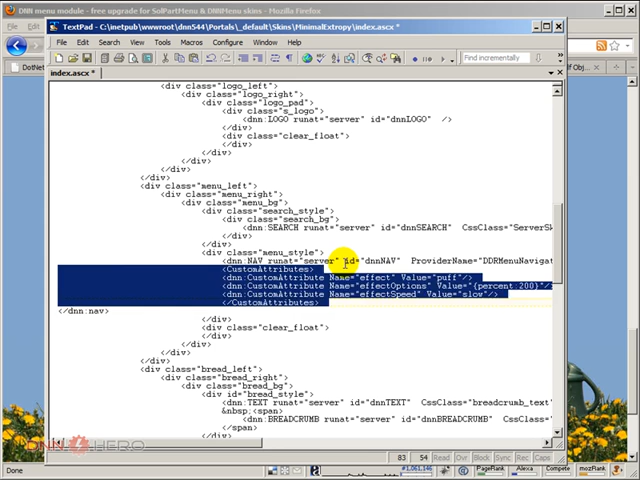 DNN menu module - free upgrade for SolPartMenu & DNNMenu skins - Mozilla Firefox
TextPad - C:\inetpub\wwwroot\dnn544\Portals\_default\Skins\MinimalExtropy\index.ascx *
File Edit Search View Tools Macros Configure Window Help
Find incrementally
index.ascx *
<div class="logo_left">
<div class="logo_right">
<div class="logo_pad">
<div class="s_logo">
<dnn:LOGO runat="server" id="dnnLOGO" />
</div>
<div class="clear_float">
</div>
</div>
</div>
</div>
<div class="menu_left">
<div class="menu_right">
<div class="menu_bg">
<div class="search_style">
<div class="search_bg">
<dnn:SEARCH runat="server" id="dnnSEARCH" CssClass="ServerSk
</div>
</div>
<div class="menu_style">
<dnn:NAV runat="server" id="dnnNAV" ProviderName="DDRMenuNavigat
<CustomAttributes>
<dnn:CustomAttribute Name="effect" Value="puff"/>
<dnn:CustomAttribute Name="effectOptions" Value="{percent:200}"/
<dnn:CustomAttribute Name="effectSpeed" Value="slow"/>
</CustomAttributes>
</dnn:nav>
</div>
<div class="clear_float">
</div>
</div>
</div>
</div>
<div class="bread_left">
<div class="bread_right">
<div class="bread_bg">
<div id="bread_style">
<dnn:TEXT runat="server" id="dnnTEXT" CssClass="breadcrumb_text"
&nbsp;<span>
<dnn:BREADCRUMB runat="server" id="dnnBREADCRUMB" CssClass="Brea
</span>
</div>
DNN HERO
83 54 Read Ovr Block Sync Rec Caps
Done
#1,061,146
PageRank Alexa Compete mozRank